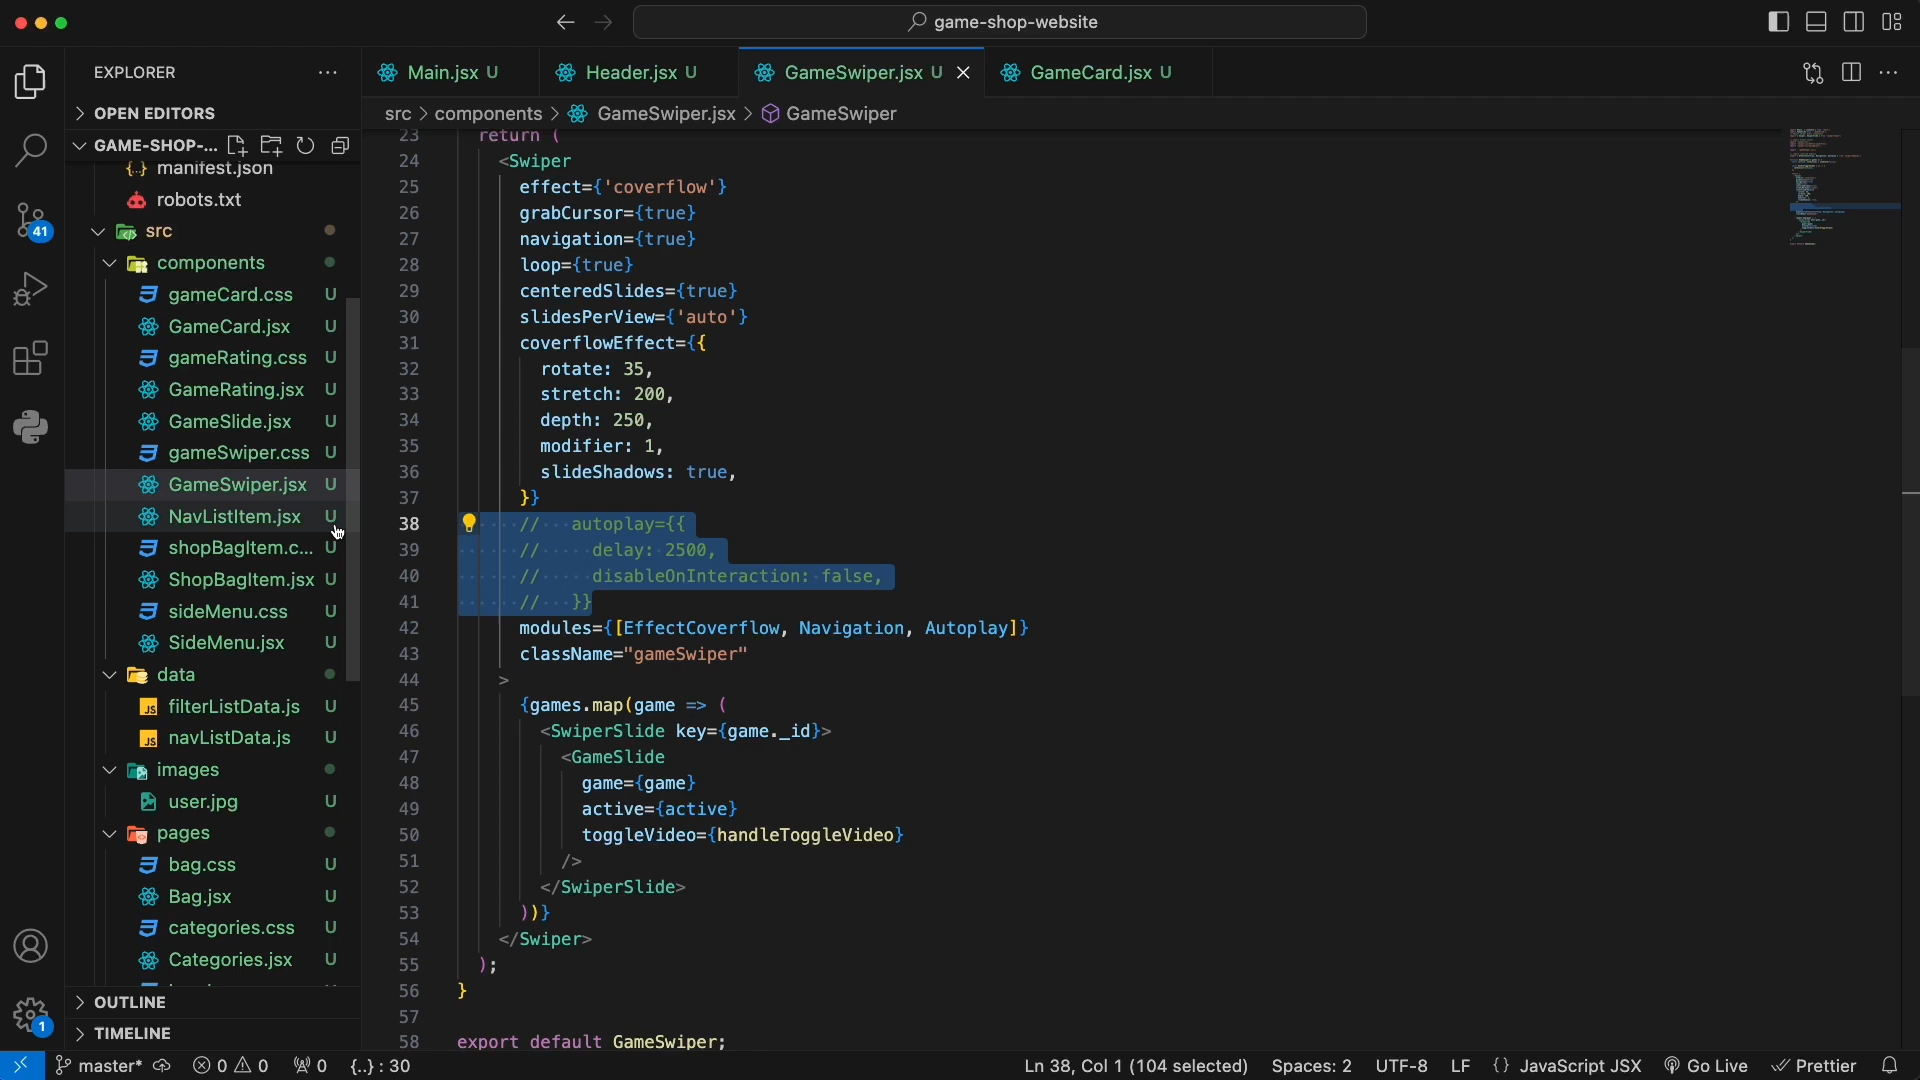 game-shop-website
EXPLORER
OPEN EDITORS
GAME-SHOP-...
manifest.json
robots.txt
src
components
gameCard.css U
GameCard.jsx U
gameRating.css U
GameRating.jsx U
GameSlide.jsx U
gameSwiper.css U
GameSwiper.jsx U
NavListItem.jsx U
shopBagItem.c... U
ShopBagItem.jsx U
sideMenu.css U
SideMenu.jsx U
data
filterListData.js U
navListData.js U
images
user.jpg U
pages
bag.css U
Bag.jsx U
categories.css U
Categories.jsx U
OUTLINE
TIMELINE
41
1
Main.jsx U
Header.jsx U
GameSwiper.jsx U
GameCard.jsx U
src > components > GameSwiper.jsx > GameSwiper
23 return (
24 <Swiper
25 effect={'coverflow'}
26 grabCursor={true}
27 navigation={true}
28 loop={true}
29 centeredSlides={true}
30 slidesPerView={'auto'}
31 coverflowEffect={{
32 rotate: 35,
33 stretch: 200,
34 depth: 250,
35 modifier: 1,
36 slideShadows: true,
37 }}
38 // autoplay={{
39 // delay: 2500,
40 // disableOnInteraction: false,
41 // }}
42 modules={[EffectCoverflow, Navigation, Autoplay]}
43 className="gameSwiper"
44 >
45 {games.map(game => (
46 <SwiperSlide key={game._id}>
47 <GameSlide
48 game={game}
49 active={active}
50 toggleVideo={handleToggleVideo}
51 />
52 </SwiperSlide>
53 ))}
54 </Swiper>
55 );
56 }
57
58 export default GameSwiper;
master* 0 0 0 {..} : 30 Ln 38, Col 1 (104 selected) Spaces: 2 UTF-8 LF {} JavaScript JSX Go Live Prettier